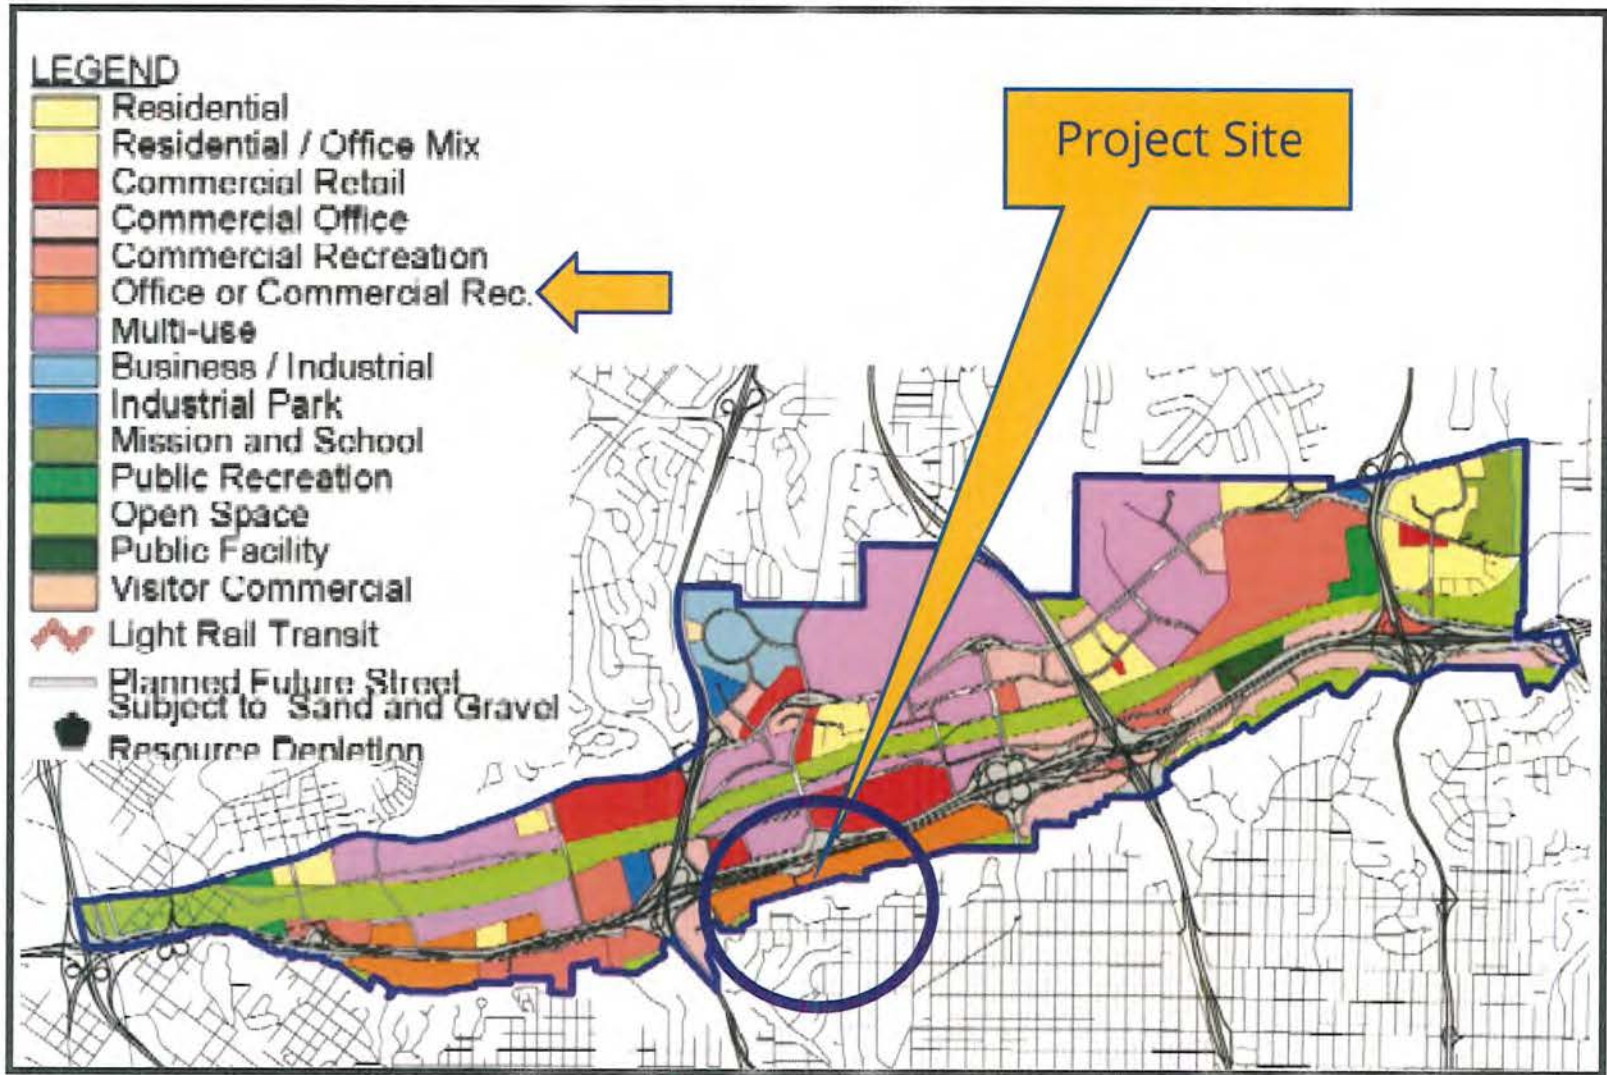 LEGEND
Residential
Residential / Office Mix
Commercial Retail
Commercial Office
Commercial Recreation
Office or Commercial Rec.
Multi-use
Business / Industrial
Industrial Park
Mission and School
Public Recreation
Open Space
Public Facility
Visitor Commercial
Light Rail Transit
Planned Future Street
Subject to Sand and Gravel
Resource Depletion
Project Site